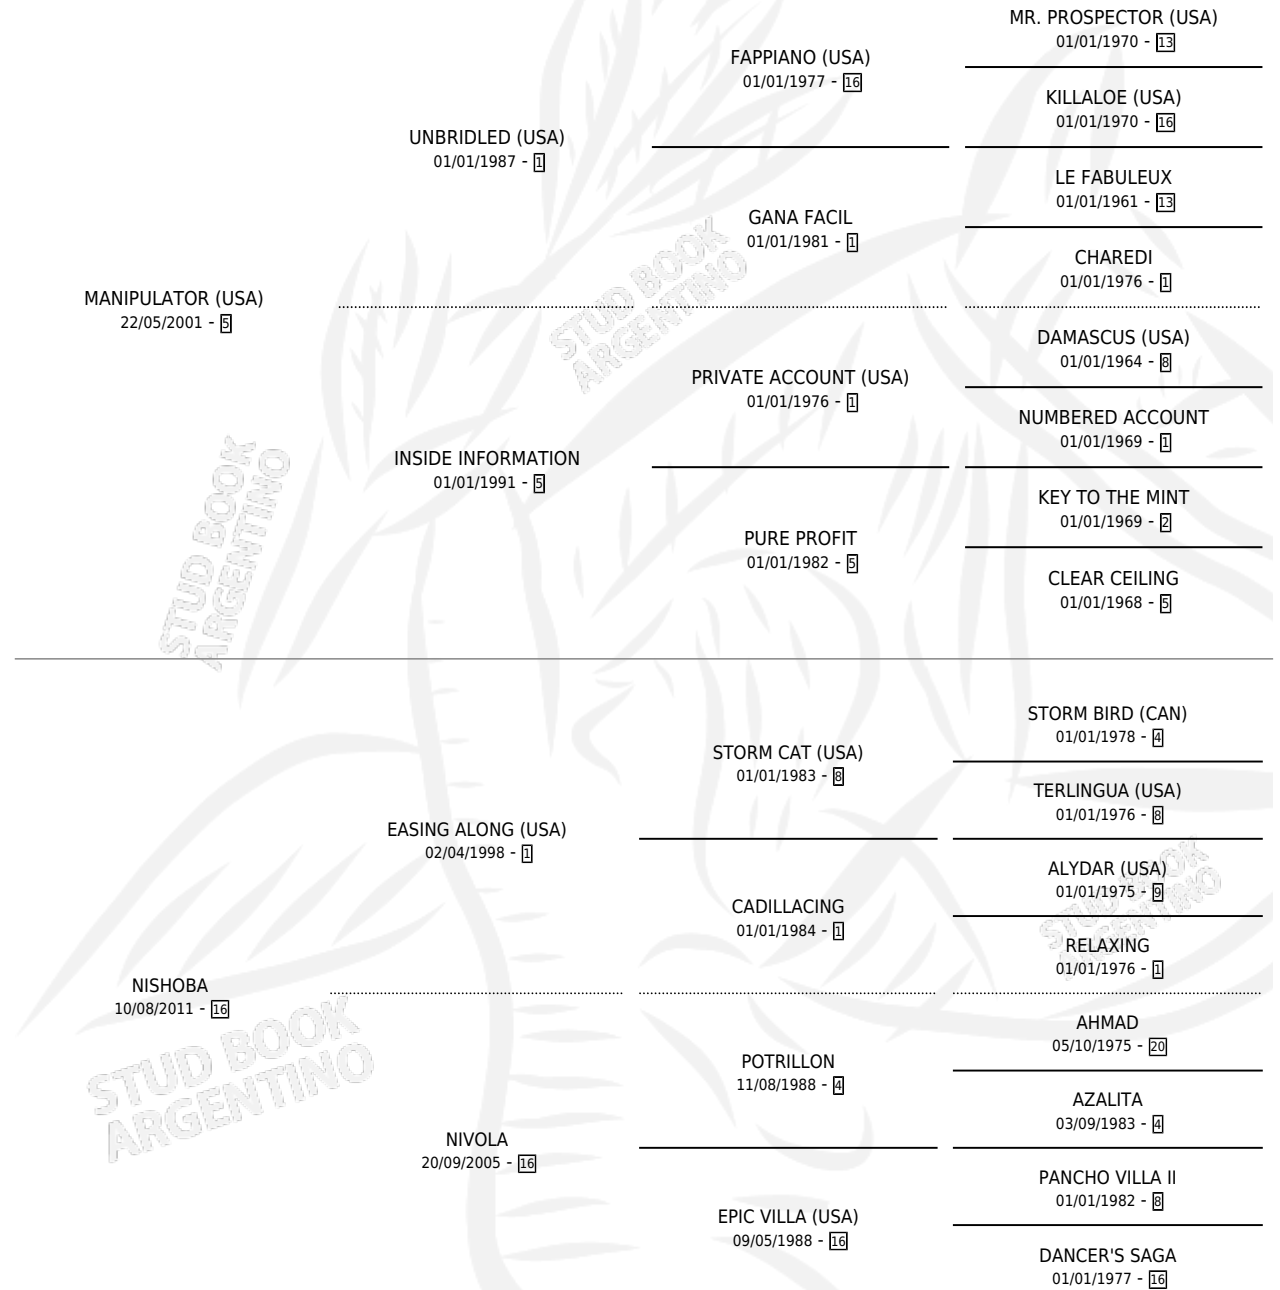 MR. PROSPECTOR (USA)
01/01/1970 - 13
FAPPIANO (USA)
01/01/1977 - 16
KILLALOE (USA)
01/01/1970 - 16
UNBRIDLED (USA)
01/01/1987 - 1
LE FABULEUX
01/01/1961 - 13
GANA FACIL
01/01/1981 - 1
CHAREDI
01/01/1976 - 1
MANIPULATOR (USA)
22/05/2001 - 5
STUD BOOK
ARGENTINO
DAMASCUS (USA)
01/01/1964 - 8
PRIVATE ACCOUNT (USA)
01/01/1976 - 1
NUMBERED ACCOUNT
01/01/1969 - 1
INSIDE INFORMATION
01/01/1991 - 5
KEY TO THE MINT
01/01/1969 - 2
PURE PROFIT
01/01/1982 - 5
CLEAR CEILING
01/01/1968 - 5
STUD BOOK
ARGENTINO
STORM BIRD (CAN)
01/01/1978 - 4
STORM CAT (USA)
01/01/1983 - 8
TERLINGUA (USA)
01/01/1976 - 8
EASING ALONG (USA)
02/04/1998 - 1
ALYDAR (USA)
01/01/1975 - 9
CADILLACING
01/01/1984 - 1
STUD BOOK
ARGENTINO
RELAXING
01/01/1976 - 1
NISHOBA
10/08/2011 - 16
AHMAD
05/10/1975 - 20
POTRILLON
11/08/1988 - 4
AZALITA
03/09/1983 - 4
STUD BOOK
ARGENTINO
NIVOLA
20/09/2005 - 16
PANCHO VILLA II
01/01/1982 - 8
EPIC VILLA (USA)
09/05/1988 - 16
DANCER'S SAGA
01/01/1977 - 16